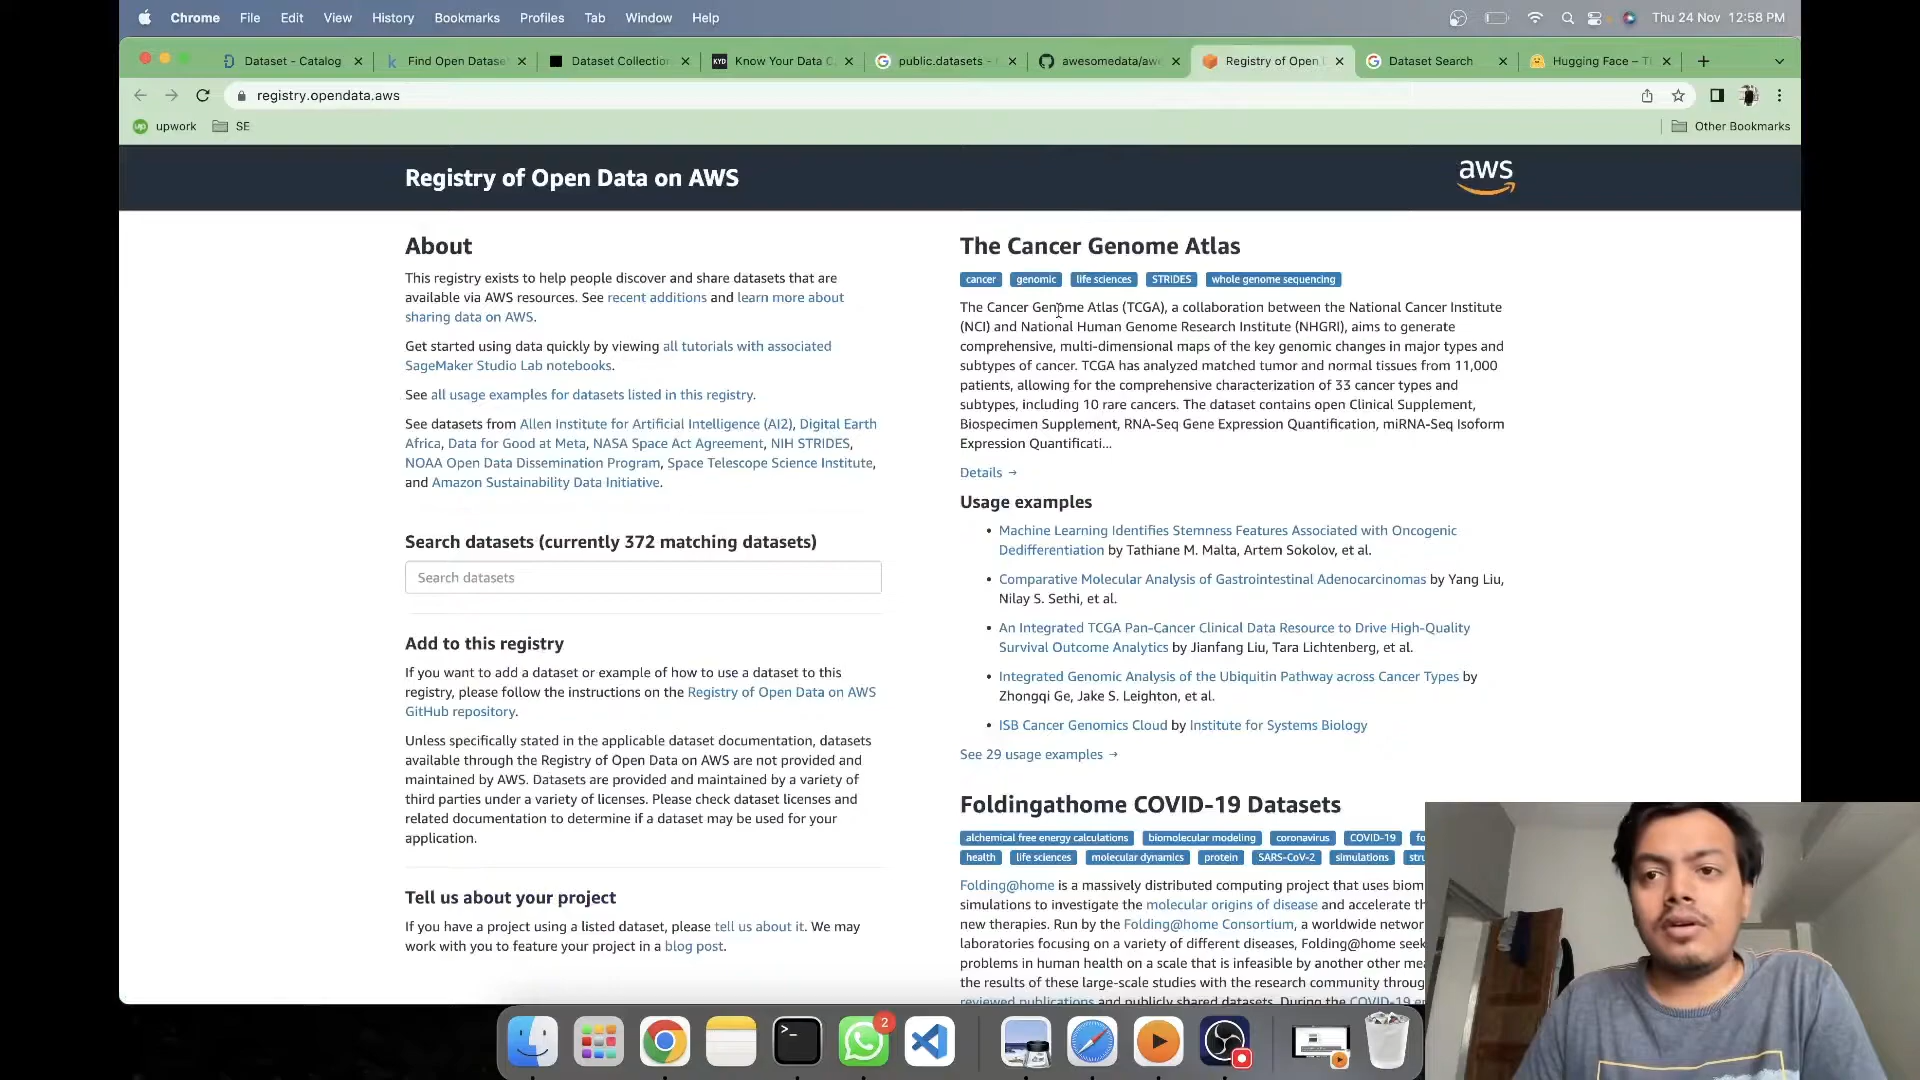 Chrome File Edit View History Bookmarks Profiles Tab Window Help
Thu 24 Nov 12:58 PM
Dataset - Catalog
Find Open Datase
Dataset Collection
KYD Know Your Data C
public.datasets -
awesomedata/aw
Registry of Open
Dataset Search
Hugging Face –
registry.opendata.aws
up upwork SE
Other Bookmarks
Registry of Open Data on AWS
aws
About
This registry exists to help people discover and share datasets that are
available via AWS resources. See recent additions and learn more about
sharing data on AWS.
Get started using data quickly by viewing all tutorials with associated
SageMaker Studio Lab notebooks.
See all usage examples for datasets listed in this registry.
See datasets from Allen Institute for Artificial Intelligence (AI2), Digital Earth
Africa, Data for Good at Meta, NASA Space Act Agreement, NIH STRIDES,
NOAA Open Data Dissemination Program, Space Telescope Science Institute,
and Amazon Sustainability Data Initiative.
Search datasets (currently 372 matching datasets)
Search datasets
Add to this registry
If you want to add a dataset or example of how to use a dataset to this
registry, please follow the instructions on the Registry of Open Data on AWS
GitHub repository.
Unless specifically stated in the applicable dataset documentation, datasets
available through the Registry of Open Data on AWS are not provided and
maintained by AWS. Datasets are provided and maintained by a variety of
third parties under a variety of licenses. Please check dataset licenses and
related documentation to determine if a dataset may be used for your
application.
Tell us about your project
If you have a project using a listed dataset, please tell us about it. We may
work with you to feature your project in a blog post.
The Cancer Genome Atlas
cancer genomic life sciences STRIDES whole genome sequencing
The Cancer Genome Atlas (TCGA), a collaboration between the National Cancer Institute
(NCI) and National Human Genome Research Institute (NHGRI), aims to generate
comprehensive, multi-dimensional maps of the key genomic changes in major types and
subtypes of cancer. TCGA has analyzed matched tumor and normal tissues from 11,000
patients, allowing for the comprehensive characterization of 33 cancer types and
subtypes, including 10 rare cancers. The dataset contains open Clinical Supplement,
Biospecimen Supplement, RNA-Seq Gene Expression Quantification, miRNA-Seq Isoform
Expression Quantificati...
Details →
Usage examples
• Machine Learning Identifies Stemness Features Associated with Oncogenic
Dedifferentiation by Tathiane M. Malta, Artem Sokolov, et al.
• Comparative Molecular Analysis of Gastrointestinal Adenocarcinomas by Yang Liu,
Nilay S. Sethi, et al.
• An Integrated TCGA Pan-Cancer Clinical Data Resource to Drive High-Quality
Survival Outcome Analytics by Jianfang Liu, Tara Lichtenberg, et al.
• Integrated Genomic Analysis of the Ubiquitin Pathway across Cancer Types by
Zhongqi Ge, Jake S. Leighton, et al.
• ISB Cancer Genomics Cloud by Institute for Systems Biology
See 29 usage examples →
Foldingathome COVID-19 Datasets
alchemical free energy calculations biomolecular modeling coronavirus COVID-19 fo
health life sciences molecular dynamics protein SARS-CoV-2 simulations stru
Folding@home is a massively distributed computing project that uses biom
simulations to investigate the molecular origins of disease and accelerate th
new therapies. Run by the Folding@home Consortium, a worldwide networ
laboratories focusing on a variety of different diseases, Folding@home seek
problems in human health on a scale that is infeasible by another other mea
the results of these large-scale studies with the research community throug
reviewed publications and publicly shared datasets. During the COVID-19 e
2